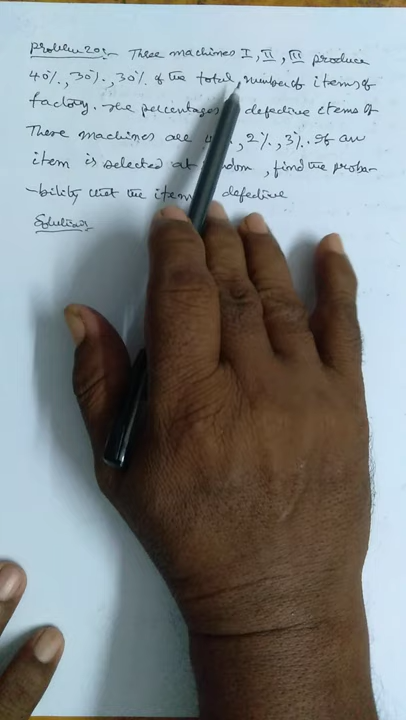 Problem 20:- Three machines I, II, III produce
40%, 30%, 30% of the total number of items of
factory. The percentages defective items of
These machines are 4%, 2%, 3%. If an
item is selected at random, find the proba-
-bility that the item defective
Solution: